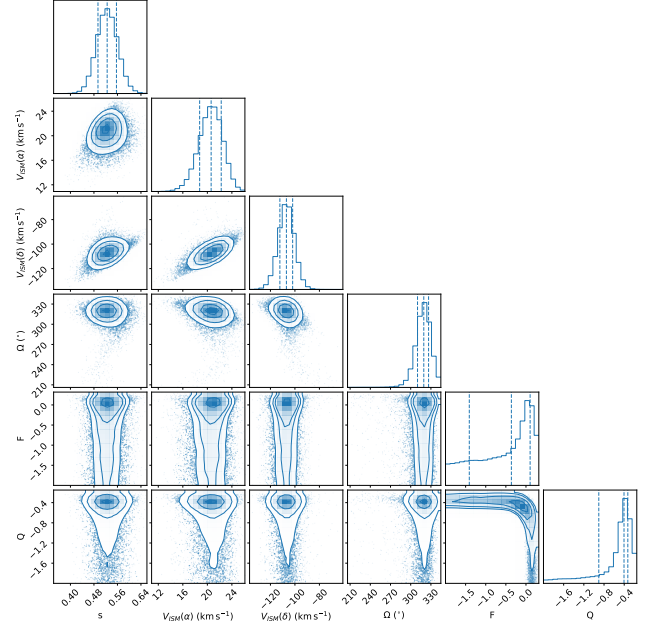 24
20
16
12
V_ISM(α) (km s⁻¹)
−80
−100
−120
V_ISM(δ) (km s⁻¹)
330
300
270
240
210
Ω (°)
0.0
−0.5
−1.0
−1.5
F
−0.4
−0.8
−1.2
−1.6
Q
0.40 0.48 0.56 0.64
s
12 16 20 24
V_ISM(α) (km s⁻¹)
−120 −100 −80
V_ISM(δ) (km s⁻¹)
210 240 270 300 330
Ω (°)
−1.5 −1.0 −0.5 0.0
F
−1.6 −1.2 −0.8 −0.4
Q